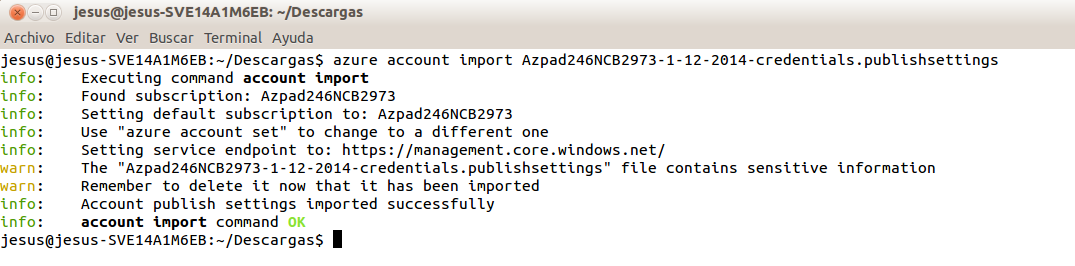 jesus@jesus-SVE14A1M6EB: ~/Descargas
Archivo Editar Ver Buscar Terminal Ayuda
jesus@jesus-SVE14A1M6EB:~/Descargas$ azure account import Azpad246NCB2973-1-12-2014-credentials.publishsettings
info:    Executing command account import
info:    Found subscription: Azpad246NCB2973
info:    Setting default subscription to: Azpad246NCB2973
info:    Use "azure account set" to change to a different one
info:    Setting service endpoint to: https://management.core.windows.net/
warn:    The "Azpad246NCB2973-1-12-2014-credentials.publishsettings" file contains sensitive information
warn:    Remember to delete it now that it has been imported
info:    Account publish settings imported successfully
info:    account import command OK
jesus@jesus-SVE14A1M6EB:~/Descargas$